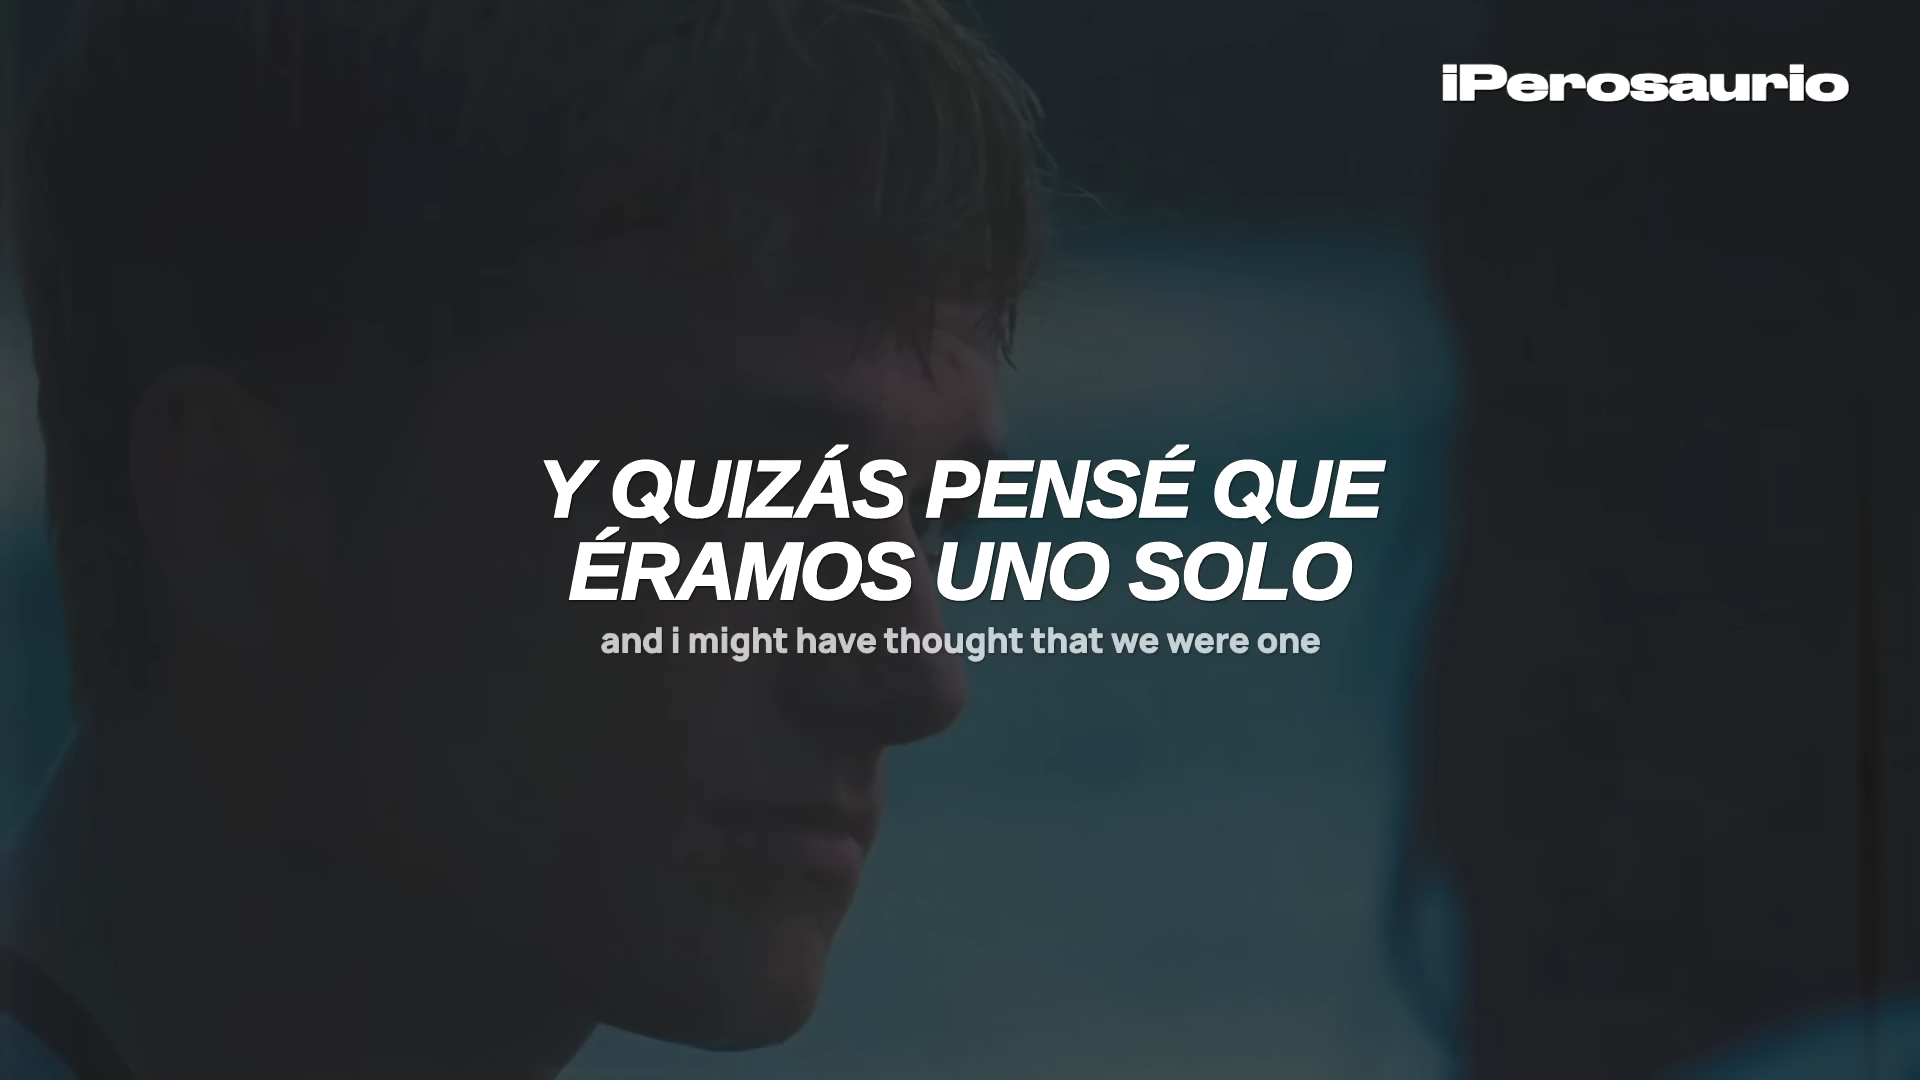 iPerosaurio
Y QUIZÁS PENSÉ QUE
ÉRAMOS UNO SOLO
and i might have thought that we were one